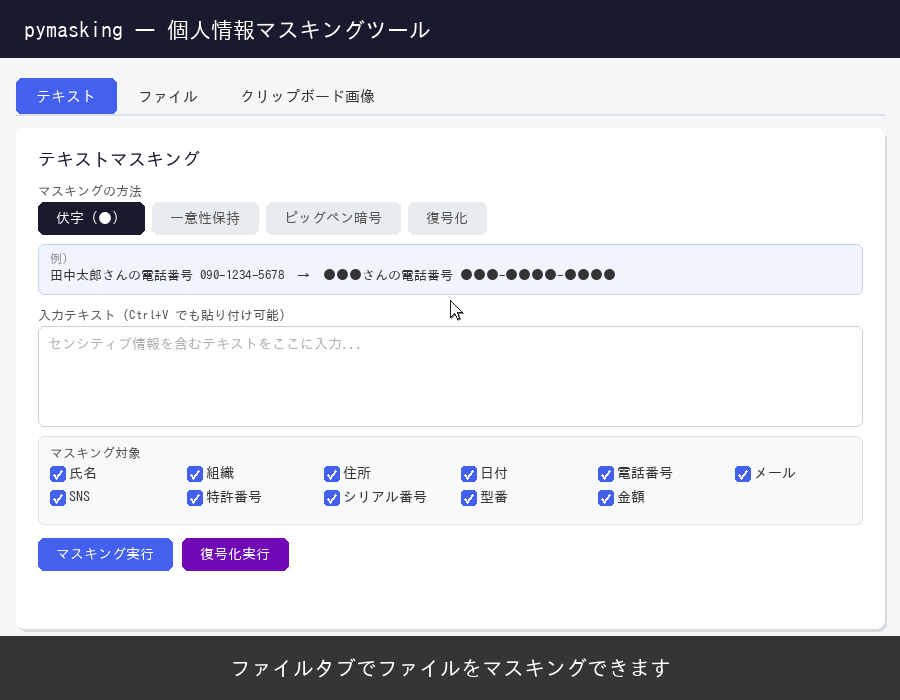 pymasking — 個人情報マスキングツール
テキスト ファイル クリップボード画像
テキストマスキング
マスキングの方法
伏字（●） 一意性保持 ピッグペン暗号 復号化
例）
田中太郎さんの電話番号 090-1234-5678 → ●●●さんの電話番号 ●●●-●●●●-●●●●
入力テキスト（Ctrl+V でも貼り付け可能）
センシティブ情報を含むテキストをここに入力...
マスキング対象
氏名 組織 住所 日付 電話番号 メール
SNS 特許番号 シリアル番号 型番 金額
マスキング実行 復号化実行
ファイルタブでファイルをマスキングできます